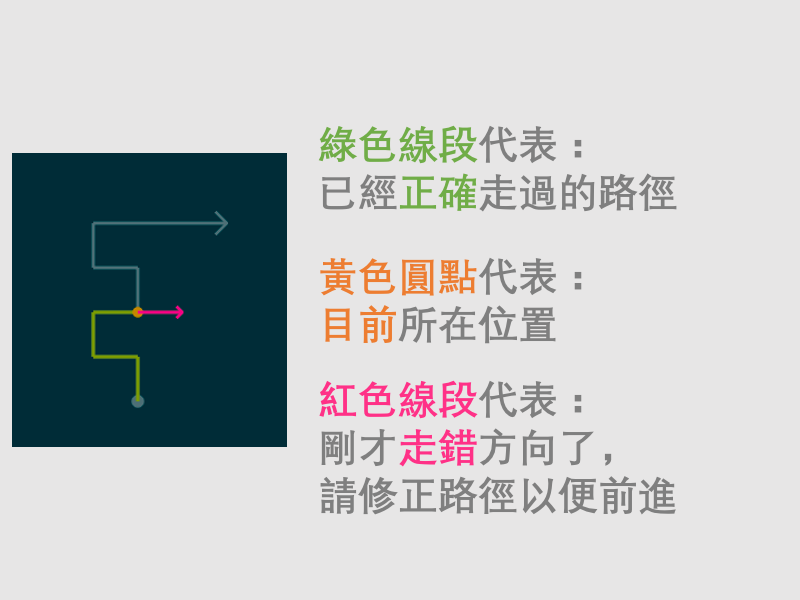 綠色線段代表：
已經正確走過的路徑
黃色圓點代表：
目前所在位置
紅色線段代表：
剛才走錯方向了，
請修正路徑以便前進